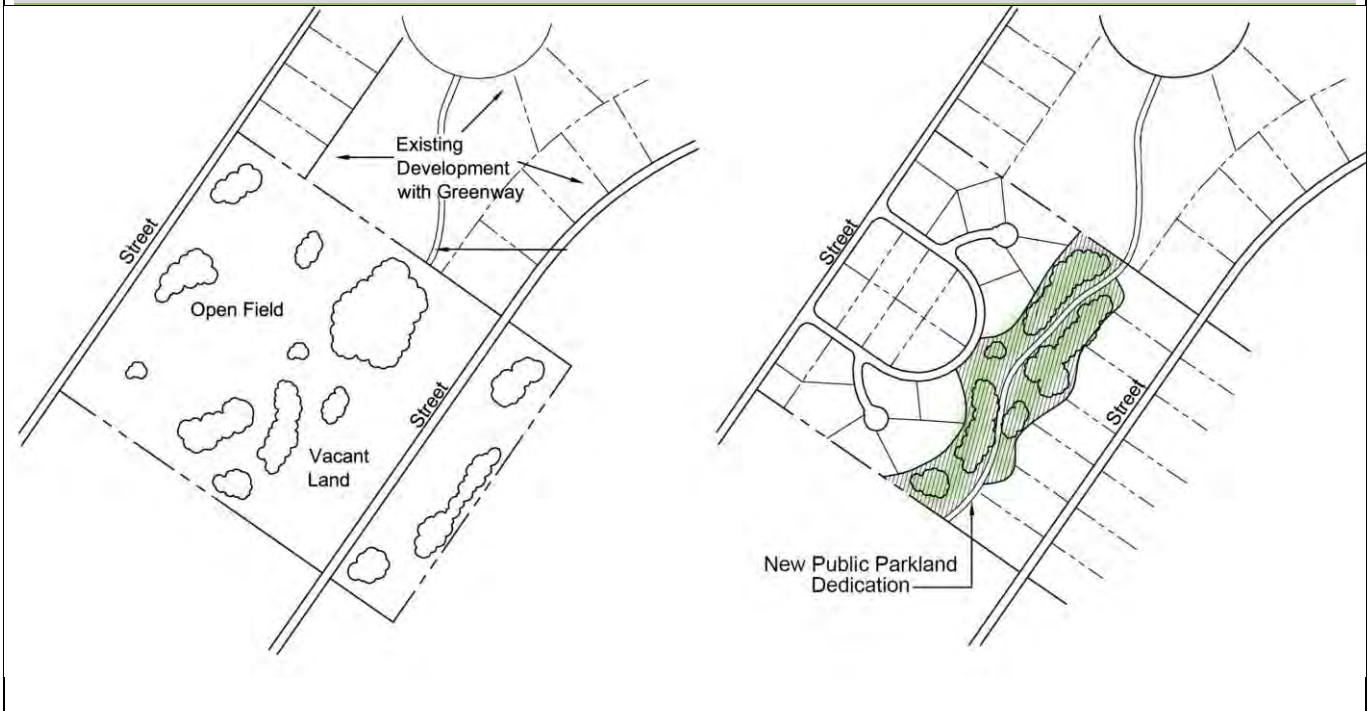 Existing
Development
with Greenway
Street
Open Field
Street
Vacant
Land
Street
Street
New Public Parkland
Dedication